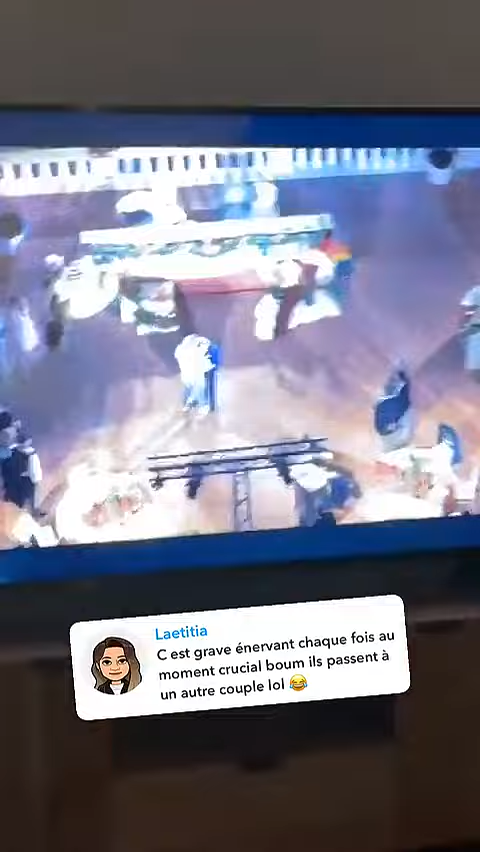 Laetitia
C est grave énervant chaque fois au
moment crucial boum ils passent à
un autre couple lol 😂